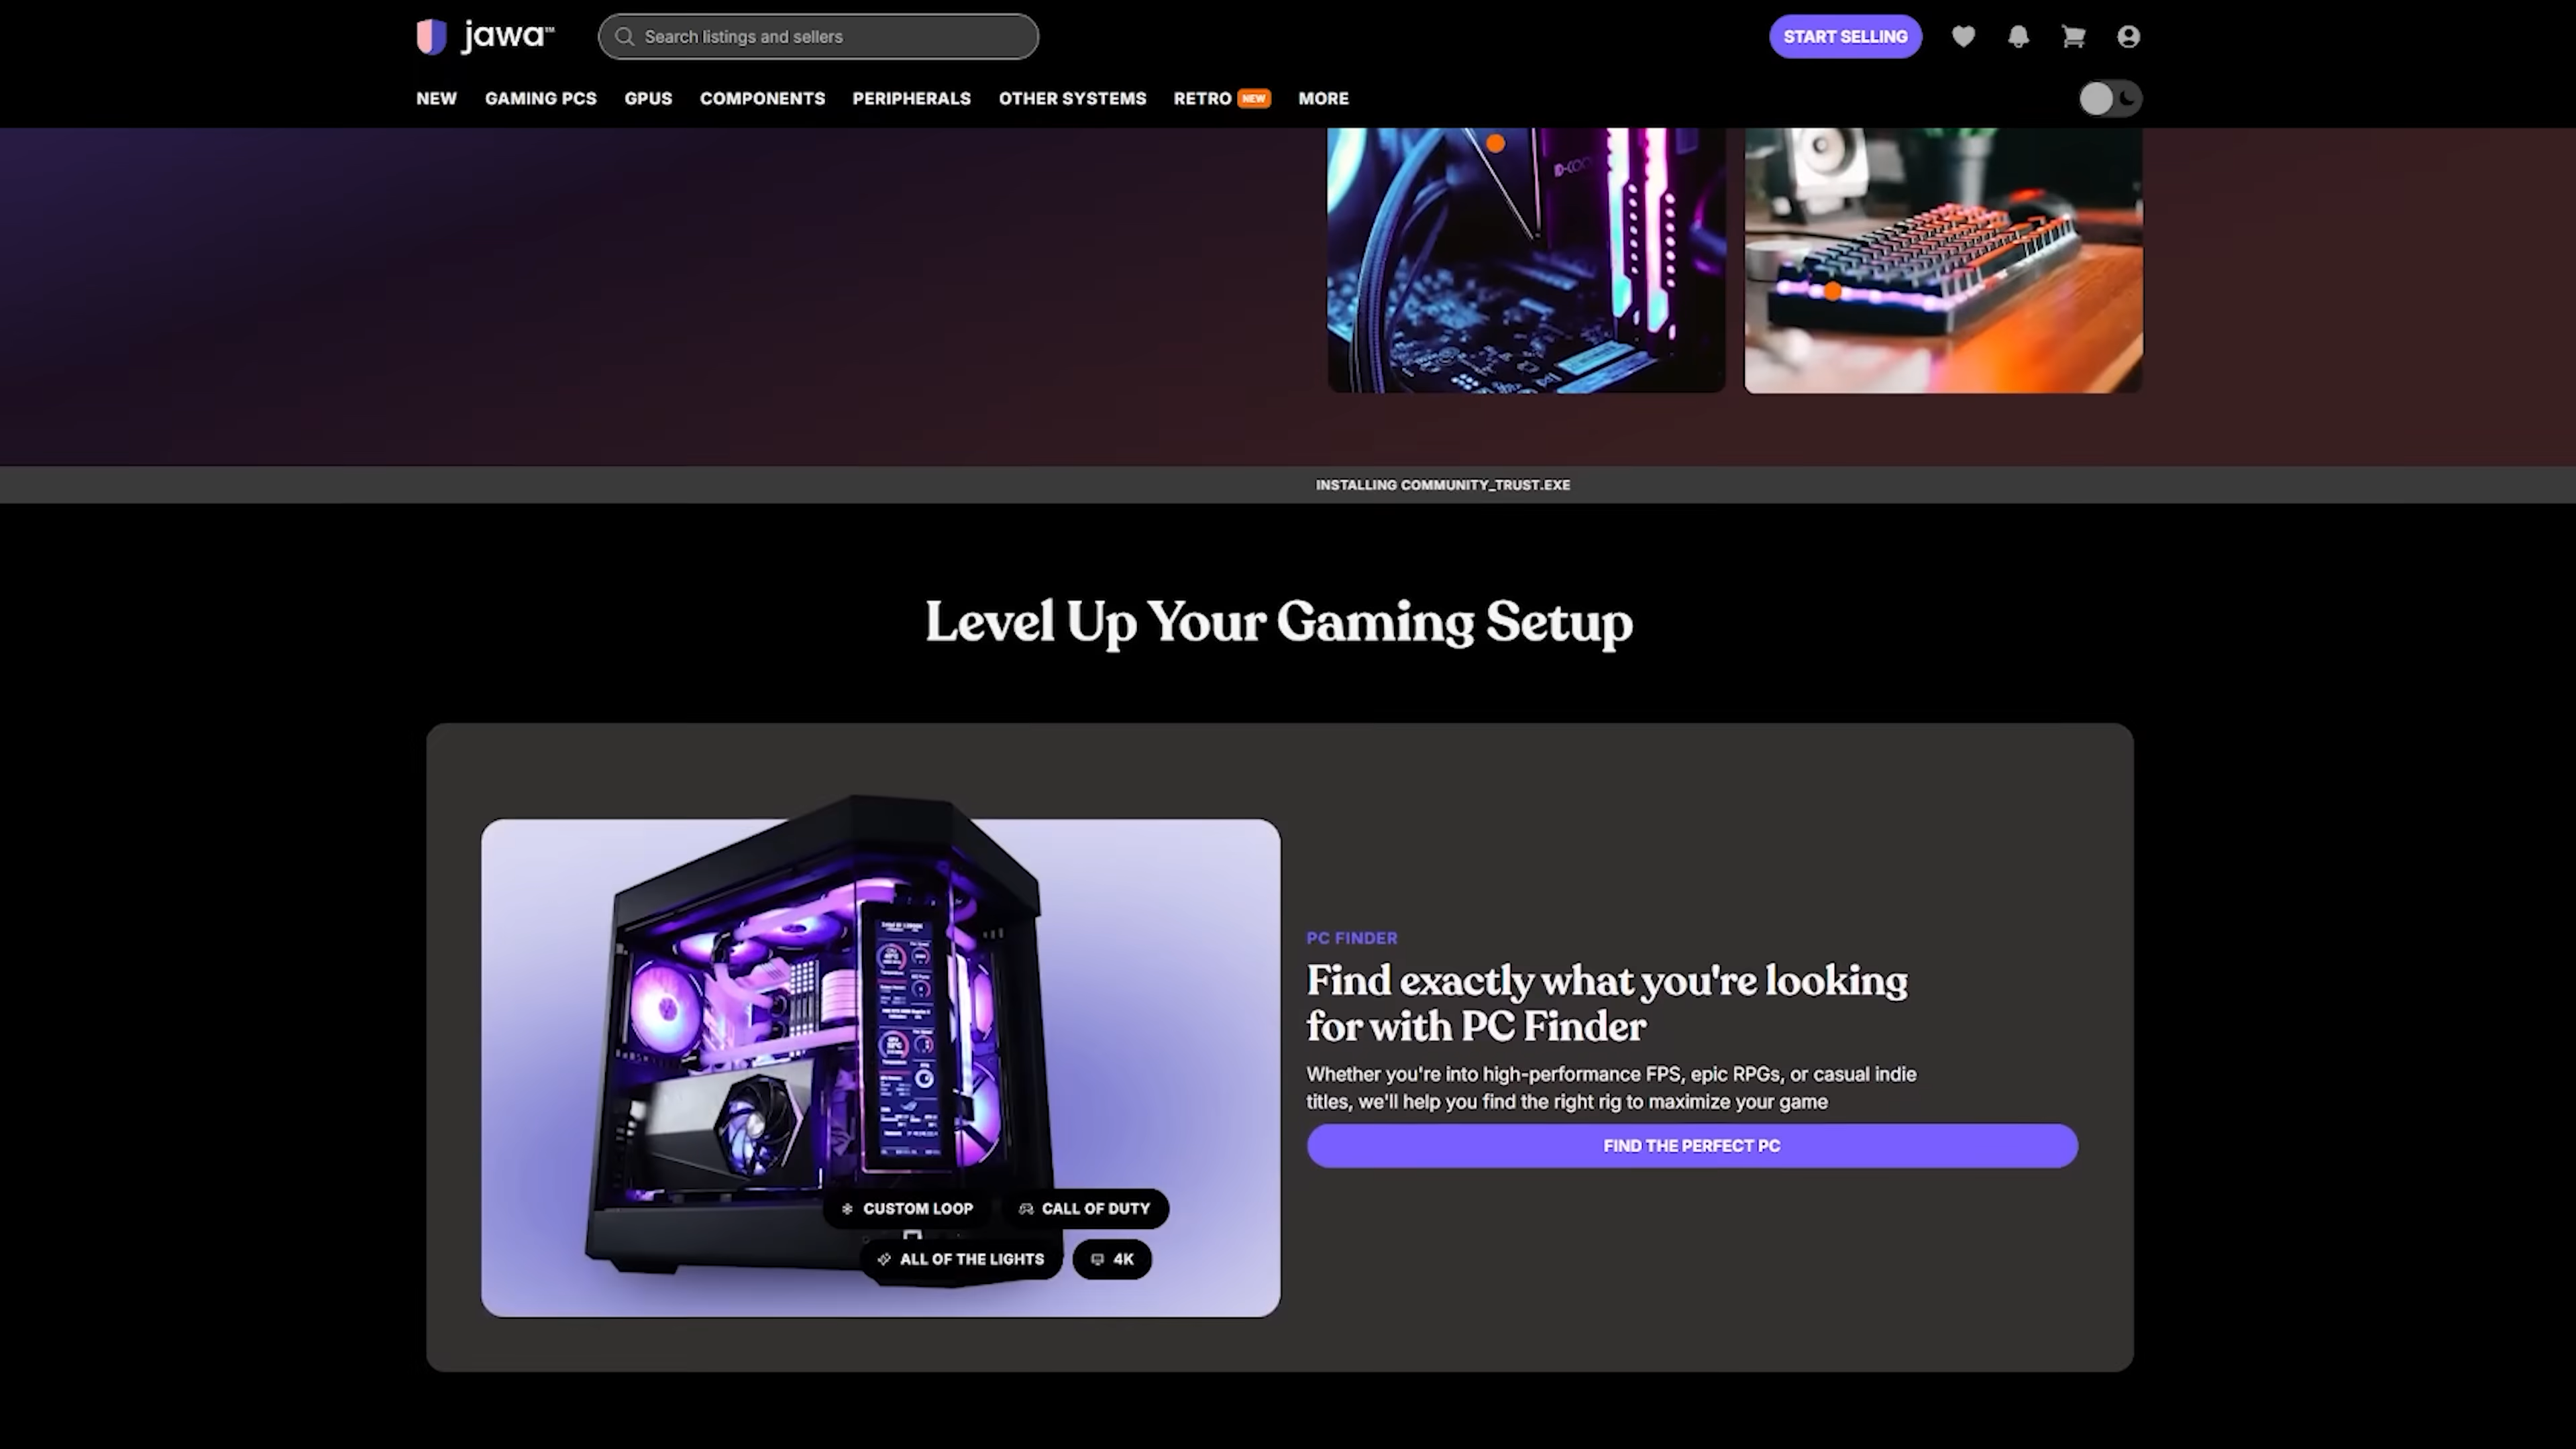 jawa™
Search listings and sellers
START SELLING
NEW
GAMING PCS
GPUS
COMPONENTS
PERIPHERALS
OTHER SYSTEMS
RETRO NEW
MORE
INSTALLING COMMUNITY_TRUST.EXE
Level Up Your Gaming Setup
PC FINDER
Find exactly what you're looking
for with PC Finder
Whether you're into high-performance FPS, epic RPGs, or casual indie
titles, we'll help you find the right rig to maximize your game
FIND THE PERFECT PC
CUSTOM LOOP
CALL OF DUTY
ALL OF THE LIGHTS
4K